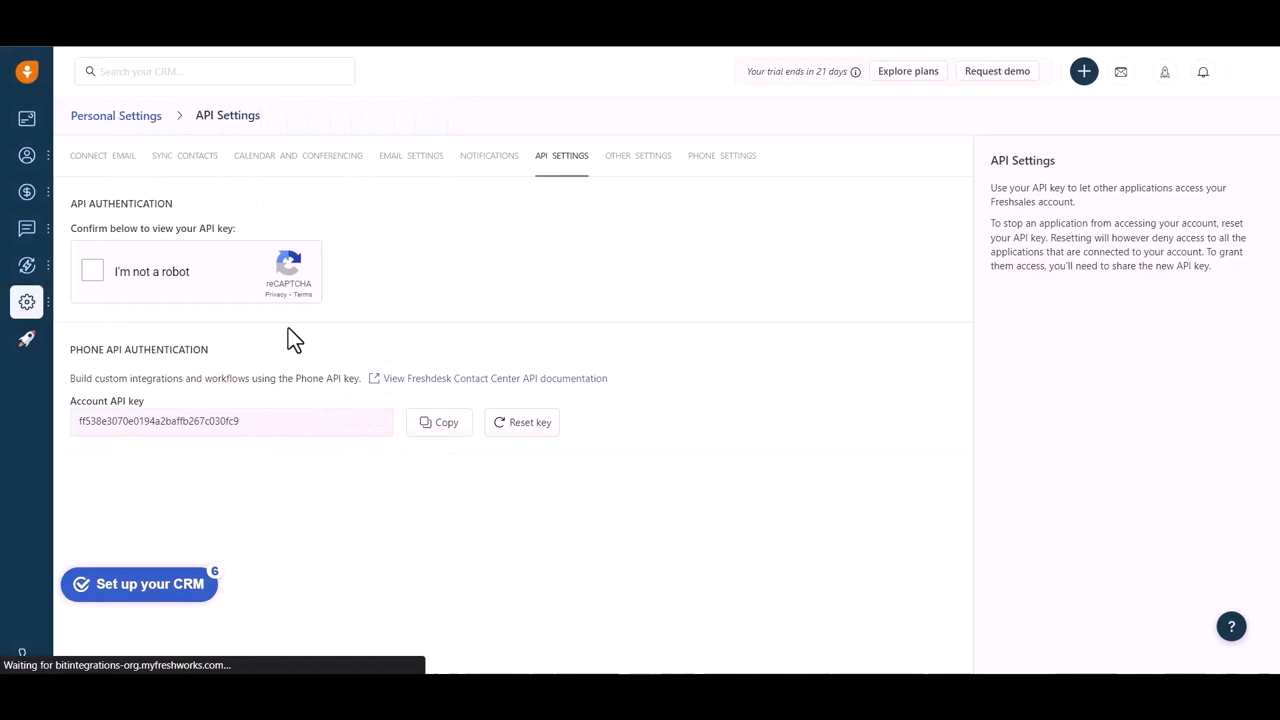 Search your CRM...
Your trial ends in 21 days
Explore plans
Request demo
Personal Settings > API Settings
CONNECT EMAIL
SYNC CONTACTS
CALENDAR AND CONFERENCING
EMAIL SETTINGS
NOTIFICATIONS
API SETTINGS
OTHER SETTINGS
PHONE SETTINGS
API AUTHENTICATION
Confirm below to view your API key:
I'm not a robot
reCAPTCHA
Privacy - Terms
PHONE API AUTHENTICATION
Build custom integrations and workflows using the Phone API key. View Freshdesk Contact Center API documentation
Account API key
ff538e3070e0194a2baffb267c030fc9
Copy
Reset key
API Settings
Use your API key to let other applications access your
Freshsales account.
To stop an application from accessing your account, reset
your API key. Resetting will however deny access to all the
applications that are connected to your account. To grant
them access, you'll need to share the new API key.
Set up your CRM
6
?
Waiting for bitintegrations-org.myfreshworks.com...